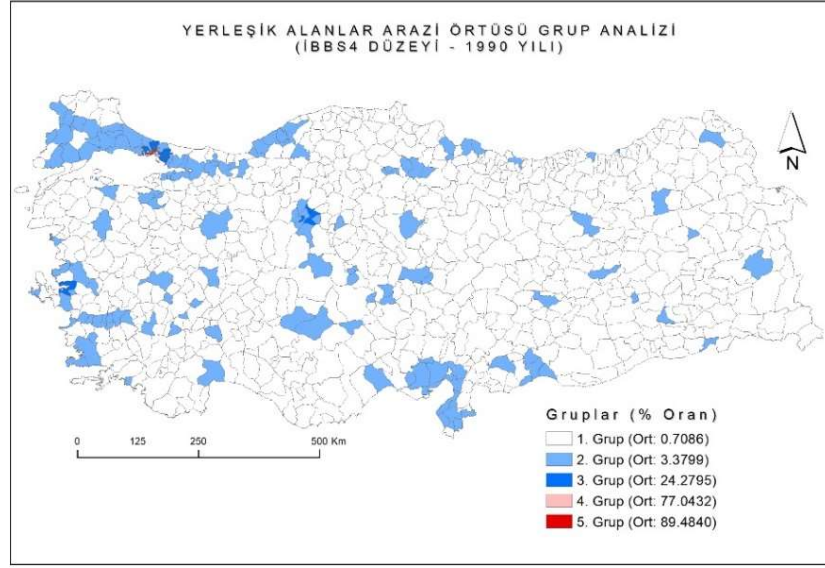 YERLEŞİK ALANLAR ARAZİ ÖRTÜSÜ GRUP ANALİZİ
(İBBS4 DÜZEYİ - 1990 YILI)
N
Gruplar (% Oran)
1. Grup (Ort: 0.7086)
2. Grup (Ort: 3.3799)
3. Grup (Ort: 24.2795)
4. Grup (Ort: 77.0432)
5. Grup (Ort: 89.4840)
0 125 250 500 Km